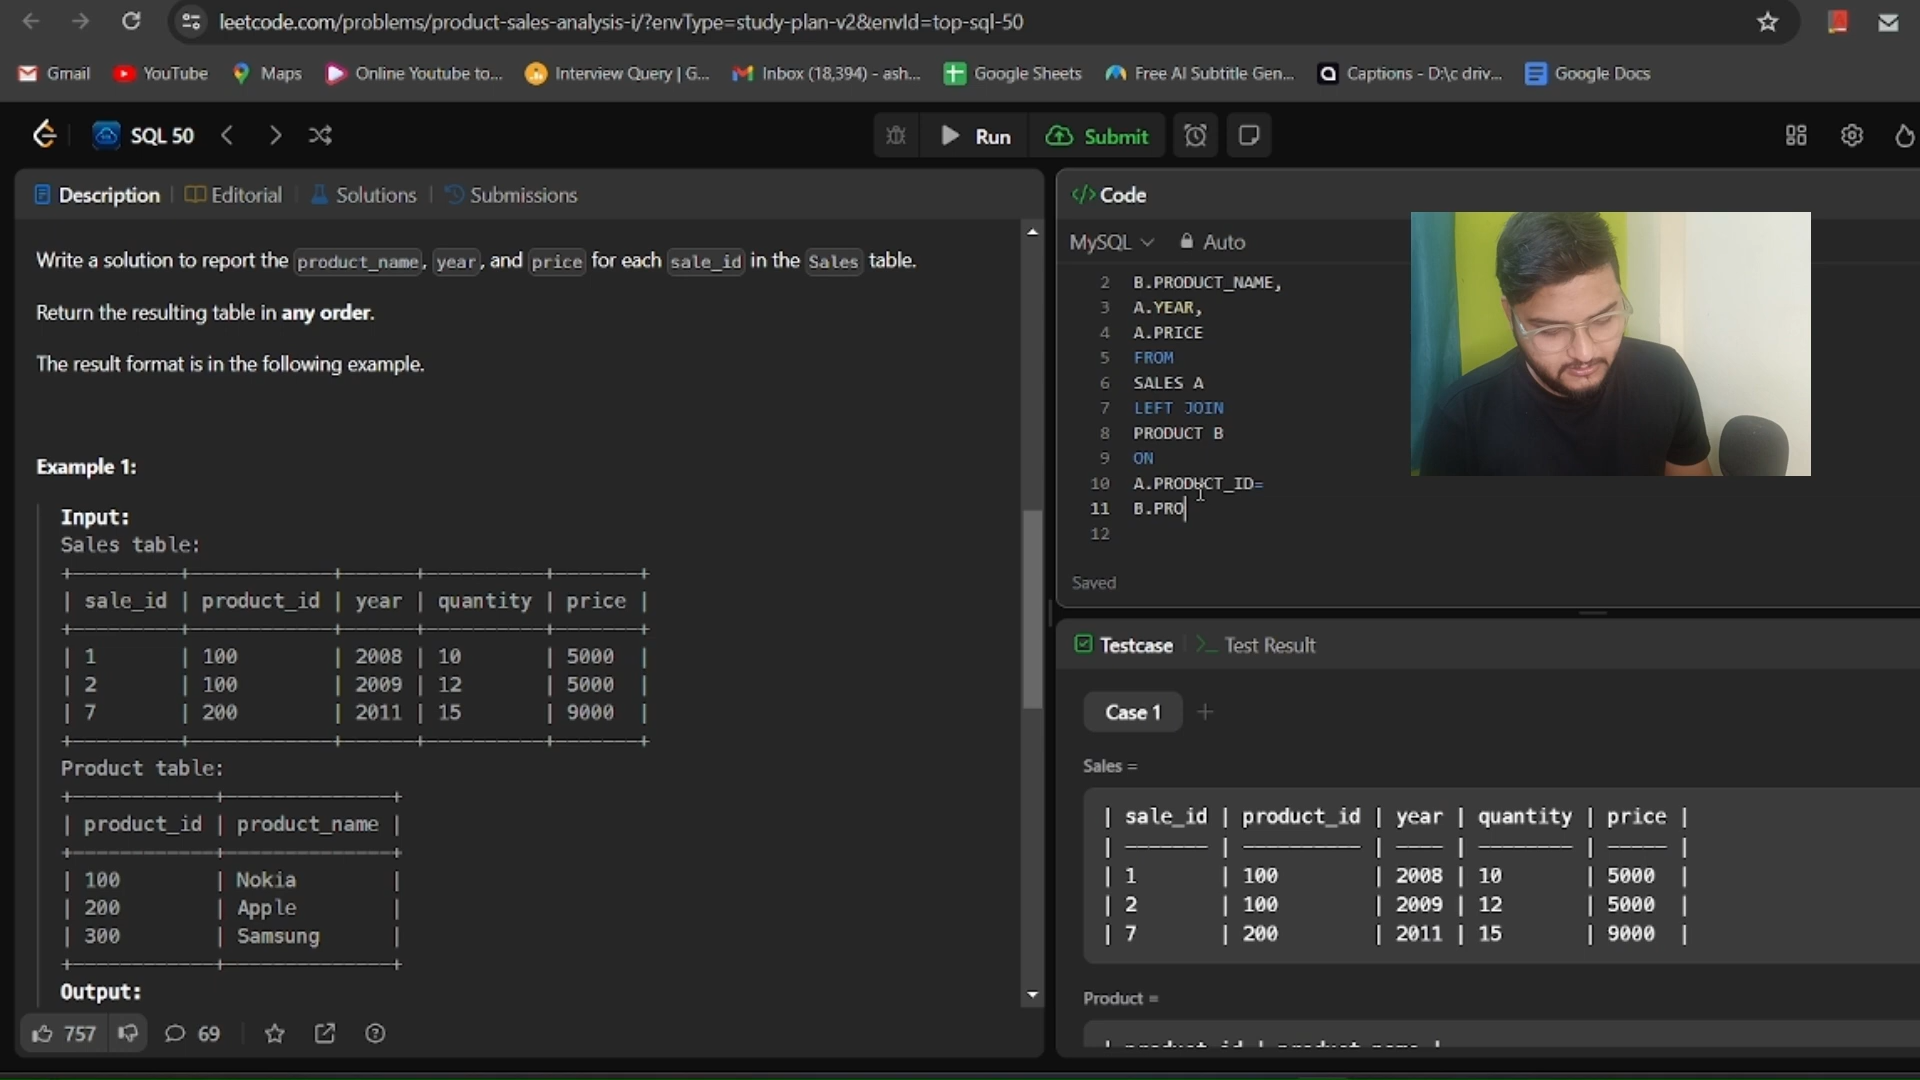 leetcode.com/problems/product-sales-analysis-i/?envType=study-plan-v2&envId=top-sql-50
Gmail YouTube Maps Online Youtube to... Interview Query | G... Inbox (18,394) - ash... Google Sheets Free AI Subtitle Gen... Captions - D:\c driv... Google Docs
SQL 50 Run Submit
Description | Editorial | Solutions | Submissions
Write a solution to report the product_name, year, and price for each sale_id in the Sales table.
Return the resulting table in any order.
The result format is in the following example.
Example 1:
Input:
Sales table:
+---------+------------+------+----------+-------+
| sale_id | product_id | year | quantity | price |
+---------+------------+------+----------+-------+
| 1 | 100 | 2008 | 10 | 5000 |
| 2 | 100 | 2009 | 12 | 5000 |
| 7 | 200 | 2011 | 15 | 9000 |
+---------+------------+------+----------+-------+
Product table:
+------------+--------------+
| product_id | product_name |
+------------+--------------+
| 100 | Nokia |
| 200 | Apple |
| 300 | Samsung |
+------------+--------------+
Output:
757 69
</> Code
MySQL Auto
2 B.PRODUCT_NAME,
3 A.YEAR,
4 A.PRICE
5 FROM
6 SALES A
7 LEFT JOIN
8 PRODUCT B
9 ON
10 A.PRODUCT_ID=
11 B.PRO
12
Saved
Testcase >_ Test Result
Case 1 +
Sales =
| sale_id | product_id | year | quantity | price |
| ------- | ---------- | ---- | -------- | ----- |
| 1 | 100 | 2008 | 10 | 5000 |
| 2 | 100 | 2009 | 12 | 5000 |
| 7 | 200 | 2011 | 15 | 9000 |
Product =
| product_id | product_name |